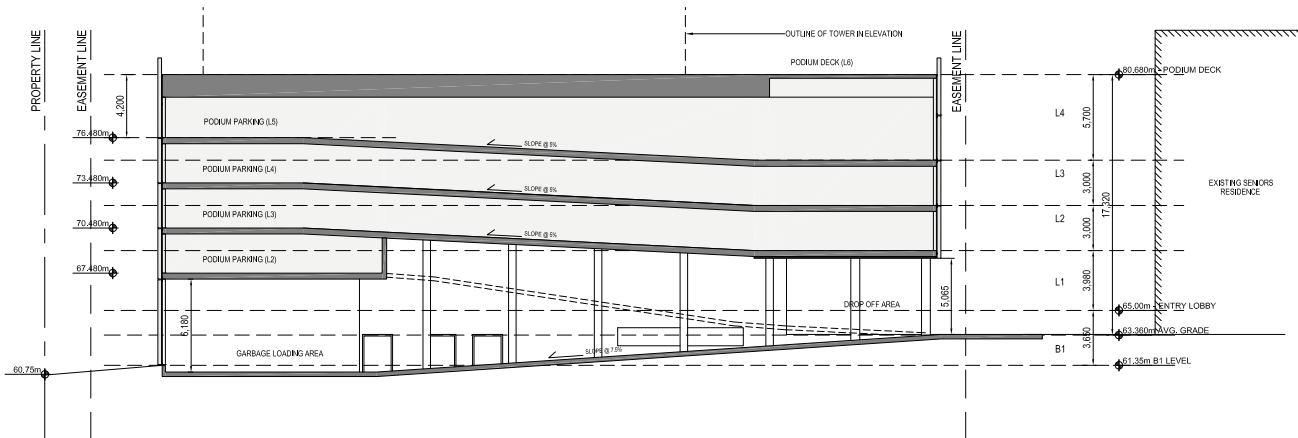 PROPERTY LINE
EASEMENT LINE
OUTLINE OF TOWER IN ELEVATION
PODIUM DECK (L6)
EASEMENT LINE
80.680m - PODIUM DECK
4,200
PODIUM PARKING (L5)
L4
5,700
76.480m
SLOPE @ 5%
PODIUM PARKING (L4)
L3
3,000
73.480m
SLOPE @ 5%
EXISTING SENIORS
RESIDENCE
17,320
PODIUM PARKING (L3)
L2
3,000
70.480m
SLOPE @ 5%
PODIUM PARKING (L2)
67.480m
L1
3,980
5,065
DROP OFF AREA
65.00m - ENTRY LOBBY
6,180
63.360m AVG. GRADE
GARBAGE LOADING AREA
SLOPE @ 7.5%
B1
3,650
61.35m B1 LEVEL
60.75m